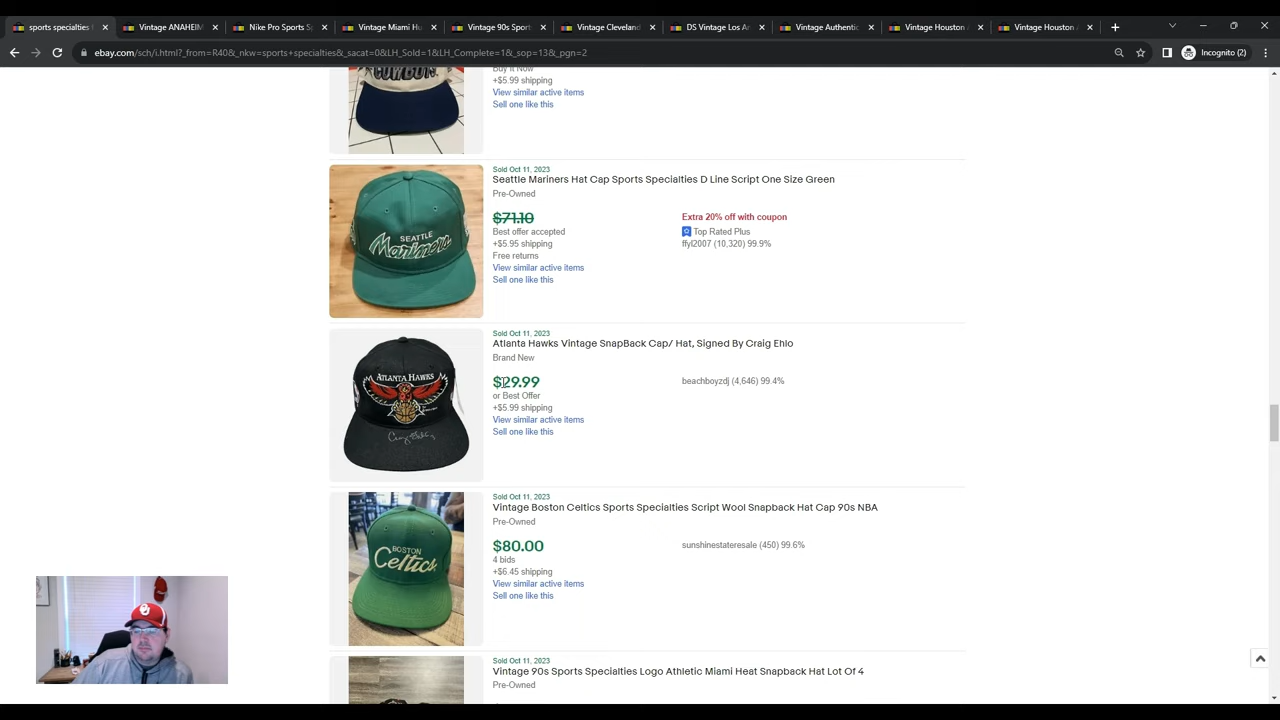 sports specialties
Vintage ANAHEIM
Nike Pro Sports S
Vintage Miami Hu
Vintage 90s Sport
Vintage Cleveland
DS Vintage Los An
Vintage Authentic
Vintage Houston
Vintage Houston
ebay.com/sch/i.html?_from=R40&_nkw=sports+specialties&_sacat=0&LH_Sold=1&LH_Complete=1&_sop=13&_pgn=2
Incognito (2)
COWBOYS
Buy It Now
+$5.99 shipping
View similar active items
Sell one like this
SEATTLE
Mariners
Sold Oct 11, 2023
Seattle Mariners Hat Cap Sports Specialties D Line Script One Size Green
Pre-Owned
$71.10
Best offer accepted
+$5.95 shipping
Free returns
View similar active items
Sell one like this
Extra 20% off with coupon
Top Rated Plus
ffyl2007 (10,320) 99.9%
ATLANTA HAWKS
Sold Oct 11, 2023
Atlanta Hawks Vintage SnapBack Cap/ Hat, Signed By Craig Ehlo
Brand New
$29.99
or Best Offer
+$5.99 shipping
View similar active items
Sell one like this
beachboyzdj (4,646) 99.4%
BOSTON
Celtics
Sold Oct 11, 2023
Vintage Boston Celtics Sports Specialties Script Wool Snapback Hat Cap 90s NBA
Pre-Owned
$80.00
4 bids
+$6.45 shipping
View similar active items
Sell one like this
sunshinestateresale (450) 99.6%
Sold Oct 11, 2023
Vintage 90s Sports Specialties Logo Athletic Miami Heat Snapback Hat Lot Of 4
Pre-Owned
OU